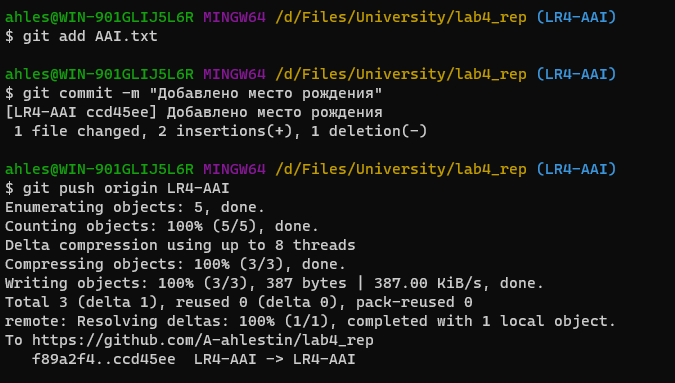 ahles@WIN-901GLIJ5L6R MINGW64 /d/Files/University/lab4_rep (LR4-AAI)
$ git add AAI.txt
ahles@WIN-901GLIJ5L6R MINGW64 /d/Files/University/lab4_rep (LR4-AAI)
$ git commit -m "Добавлено место рождения"
[LR4-AAI ccd45ee] Добавлено место рождения
 1 file changed, 2 insertions(+), 1 deletion(-)
ahles@WIN-901GLIJ5L6R MINGW64 /d/Files/University/lab4_rep (LR4-AAI)
$ git push origin LR4-AAI
Enumerating objects: 5, done.
Counting objects: 100% (5/5), done.
Delta compression using up to 8 threads
Compressing objects: 100% (3/3), done.
Writing objects: 100% (3/3), 387 bytes | 387.00 KiB/s, done.
Total 3 (delta 1), reused 0 (delta 0), pack-reused 0
remote: Resolving deltas: 100% (1/1), completed with 1 local object.
To https://github.com/A-ahlestin/lab4_rep
   f89a2f4..ccd45ee  LR4-AAI -> LR4-AAI